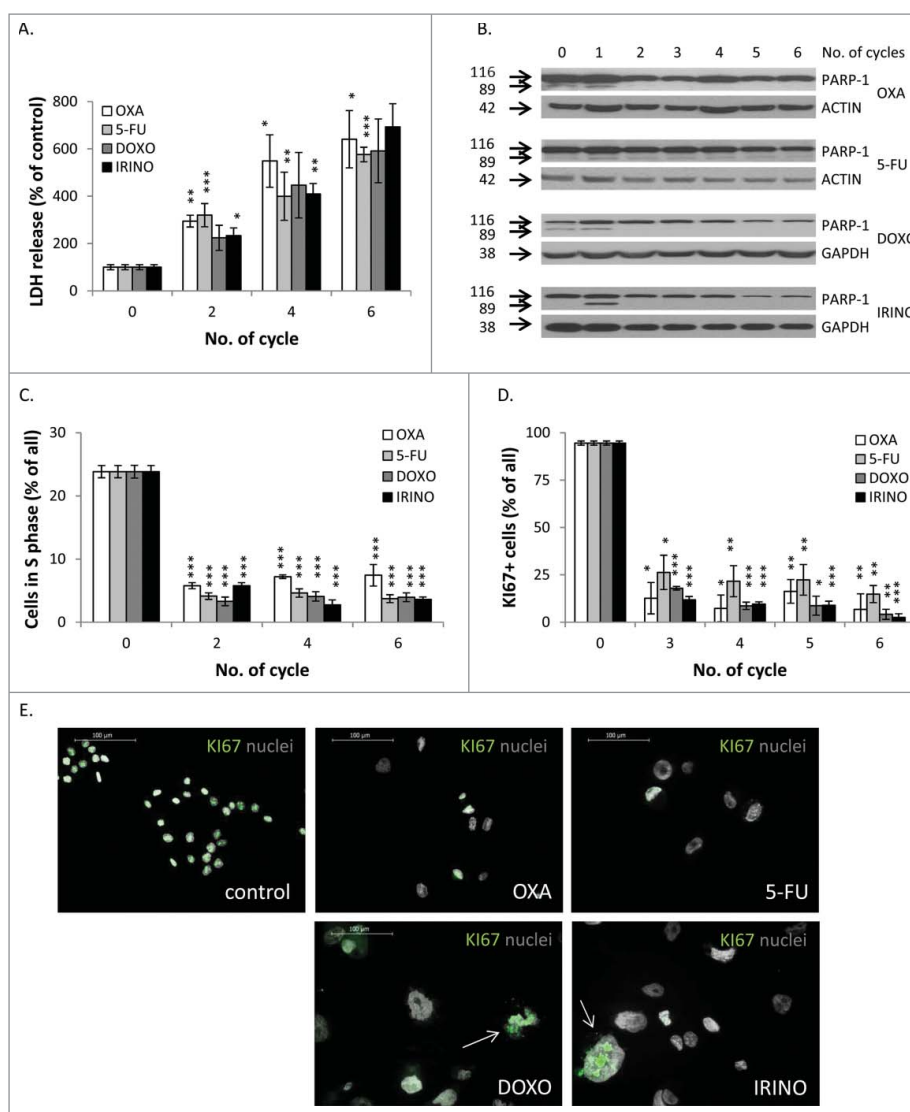 A.
LDH release (% of control)
800
600
400
200
0
OXA
5-FU
DOXO
IRINO
**
***
*
*
**
**
*
***
0 2 4 6
No. of cycle
B.
0 1 2 3 4 5 6 No. of cycles
116
89
PARP-1
42
ACTIN
OXA
116
89
PARP-1
42
ACTIN
5-FU
116
89
PARP-1
38
GAPDH
DOXO
116
89
PARP-1
38
GAPDH
IRINO
C.
Cells in S phase (% of all)
30
20
10
0
OXA
5-FU
DOXO
IRINO
*** *** *** ***
*** *** *** ***
*** *** *** ***
0 2 4 6
No. of cycle
D.
KI67+ cells (% of all)
100
75
50
25
0
OXA
5-FU
DOXO
IRINO
* * *** ***
* ** *** ***
** ** * ***
** ** ** ***
0 3 4 5 6
No. of cycle
E.
100 μm
KI67 nuclei
control
100 μm
KI67 nuclei
OXA
100 μm
KI67 nuclei
5-FU
100 μm
KI67 nuclei
DOXO
KI67 nuclei
IRINO